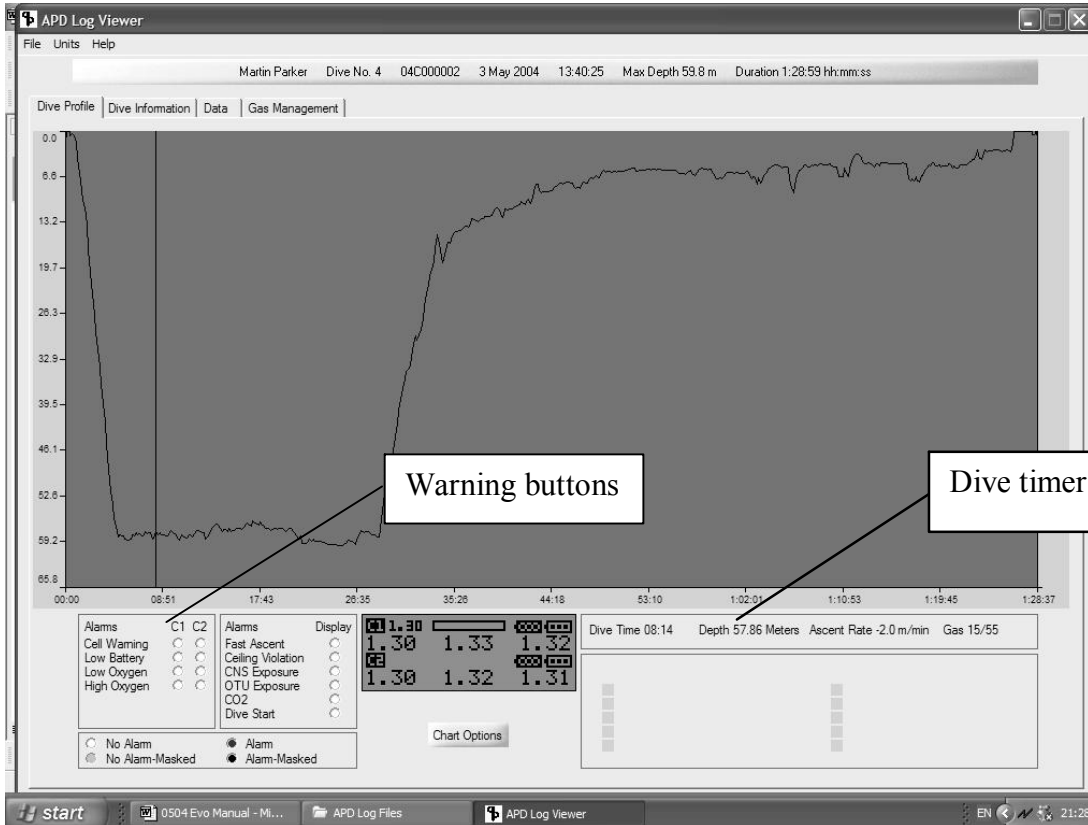 APD Log Viewer
File Units Help
Martin Parker Dive No. 4 04C000002 3 May 2004 13:40:25 Max Depth 59.8 m Duration 1:28:59 hh:mm:ss
Dive Profile Dive Information Data Gas Management
0.0
6.6
13.2
19.7
26.3
32.9
39.5
46.1
52.6
59.2
65.8
Warning buttons
Dive timer
00:00 08:51 17:43 26:35 35:26 44:18 53:10 1:02:01 1:10:53 1:19:45 1:28:37
Alarms C1 C2
Cell Warning
Low Battery
Low Oxygen
High Oxygen
Alarms Display
Fast Ascent
Ceiling Violation
CNS Exposure
OTU Exposure
CO2
Dive Start
C1 1.30
1.30 1.33 1.32
C2
1.30 1.32 1.31
Dive Time 08:14 Depth 57.86 Meters Ascent Rate -2.0 m/min Gas 15/55
Chart Options
No Alarm Alarm
No Alarm-Masked Alarm-Masked
start 0504 Evo Manual - Mi... APD Log Files APD Log Viewer EN 21:28